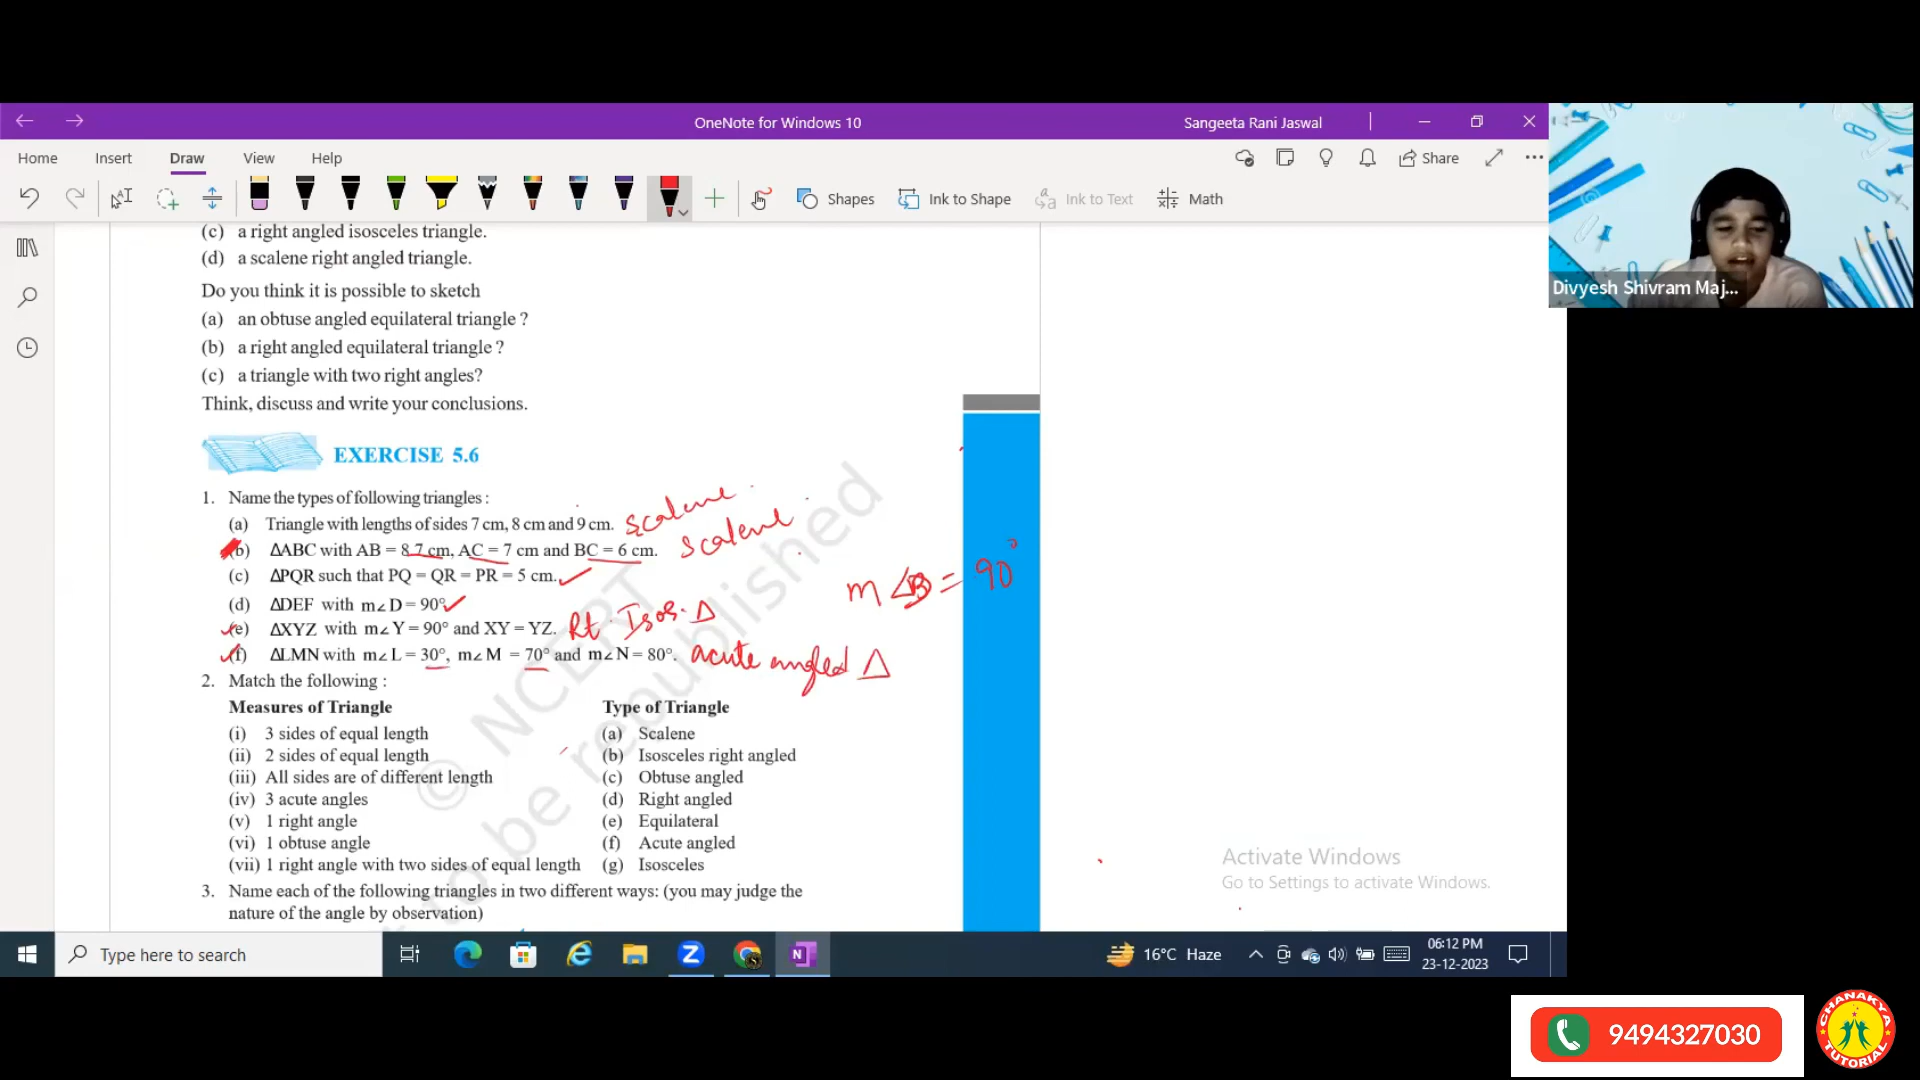 OneNote for Windows 10
Sangeeta Rani Jaswal
Home Insert Draw View Help
Share
Shapes Ink to Shape Ink to Text Math
(c) a right angled isosceles triangle.
(d) a scalene right angled triangle.
Do you think it is possible to sketch
(a) an obtuse angled equilateral triangle ?
(b) a right angled equilateral triangle ?
(c) a triangle with two right angles?
Think, discuss and write your conclusions.
EXERCISE 5.6
1. Name the types of following triangles :
(a) Triangle with lengths of sides 7 cm, 8 cm and 9 cm. scalene
(b) ΔABC with AB = 8.7 cm, AC = 7 cm and BC = 6 cm. scalene
(c) ΔPQR such that PQ = QR = PR = 5 cm.
m∠B = 90°
(d) ΔDEF with m∠D = 90°
(e) ΔXYZ with m∠Y = 90° and XY = YZ. Rt Isos. Δ
(f) ΔLMN with m∠L = 30°, m∠M = 70° and m∠N = 80°. acute angled Δ
2. Match the following :
Measures of Triangle Type of Triangle
(i) 3 sides of equal length (a) Scalene
(ii) 2 sides of equal length (b) Isosceles right angled
(iii) All sides are of different length (c) Obtuse angled
(iv) 3 acute angles (d) Right angled
(v) 1 right angle (e) Equilateral
(vi) 1 obtuse angle (f) Acute angled
(vii) 1 right angle with two sides of equal length (g) Isosceles
3. Name each of the following triangles in two different ways: (you may judge the
nature of the angle by observation)
© NCERT
not to be republished
Divyesh Shivram Maj...
Activate Windows
Go to Settings to activate Windows.
Type here to search
16°C Haze
06:12 PM
23-12-2023
9494327030
CHANAKYA
TUTORIAL